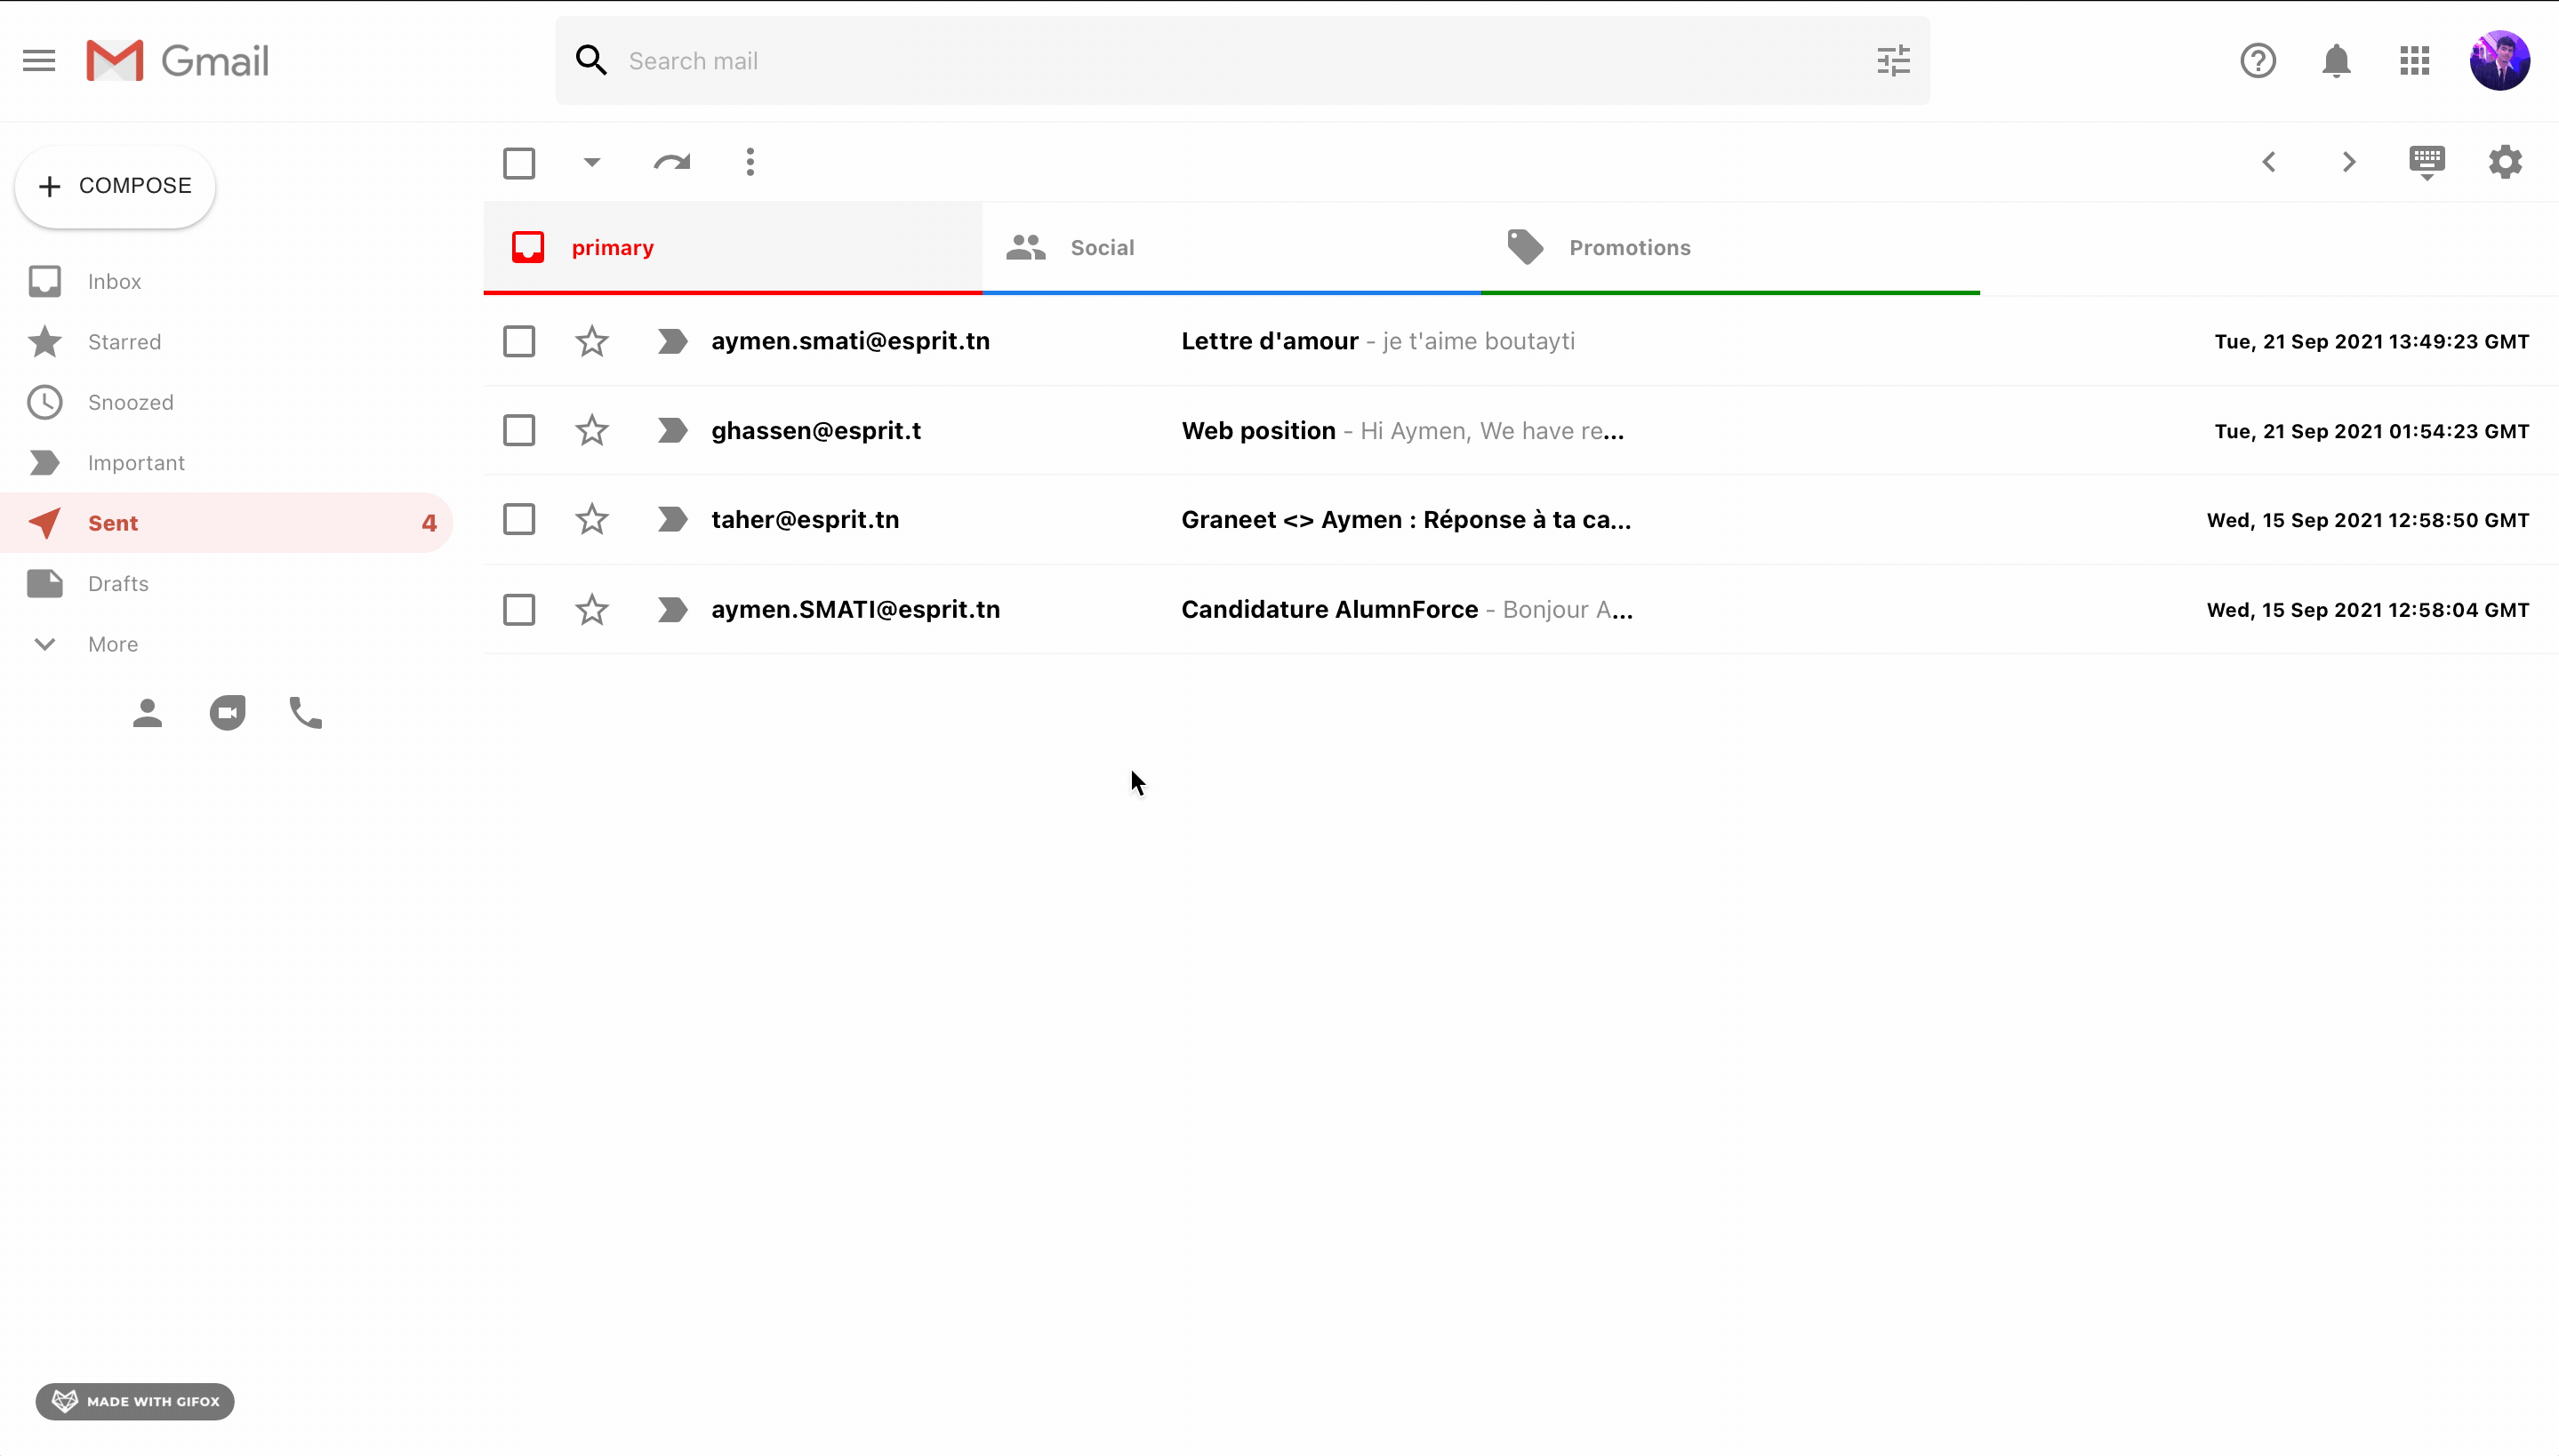 Gmail
Search mail
COMPOSE
primary
Social
Promotions
Inbox
Starred
Snoozed
Important
Sent 4
Drafts
More
aymen.smati@esprit.tn Lettre d'amour - je t'aime boutayti Tue, 21 Sep 2021 13:49:23 GMT
ghassen@esprit.t Web position - Hi Aymen, We have re... Tue, 21 Sep 2021 01:54:23 GMT
taher@esprit.tn Graneet <> Aymen : Réponse à ta ca... Wed, 15 Sep 2021 12:58:50 GMT
aymen.SMATI@esprit.tn Candidature AlumnForce - Bonjour A... Wed, 15 Sep 2021 12:58:04 GMT
MADE WITH GIFOX